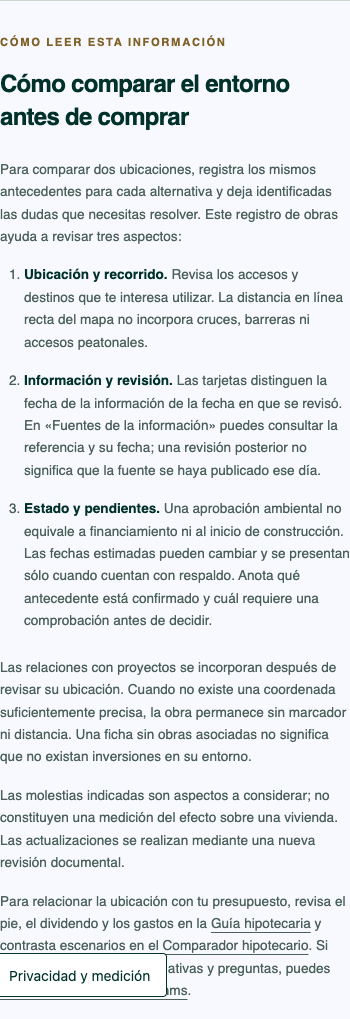 CÓMO LEER ESTA INFORMACIÓN
Cómo comparar el entorno
antes de comprar
Para comparar dos ubicaciones, registra los mismos
antecedentes para cada alternativa y deja identificadas
las dudas que necesitas resolver. Este registro de obras
ayuda a revisar tres aspectos:
1. Ubicación y recorrido. Revisa los accesos y
destinos que te interesa utilizar. La distancia en línea
recta del mapa no incorpora cruces, barreras ni
accesos peatonales.
2. Información y revisión. Las tarjetas distinguen la
fecha de la información de la fecha en que se revisó.
En «Fuentes de la información» puedes consultar la
referencia y su fecha; una revisión posterior no
significa que la fuente se haya publicado ese día.
3. Estado y pendientes. Una aprobación ambiental no
equivale a financiamiento ni al inicio de construcción.
Las fechas estimadas pueden cambiar y se presentan
sólo cuando cuentan con respaldo. Anota qué
antecedente está confirmado y cuál requiere una
comprobación antes de decidir.
Las relaciones con proyectos se incorporan después de
revisar su ubicación. Cuando no existe una coordenada
suficientemente precisa, la obra permanece sin marcador
ni distancia. Una ficha sin obras asociadas no significa
que no existan inversiones en su entorno.
Las molestias indicadas son aspectos a considerar; no
constituyen una medición del efecto sobre una vivienda.
Las actualizaciones se realizan mediante una nueva
revisión documental.
Para relacionar la ubicación con tu presupuesto, revisa el
pie, el dividendo y los gastos en la Guía hipotecaria y
contrasta escenarios en el Comparador hipotecario. Si
y preguntas, puedes
Privacidad y medición